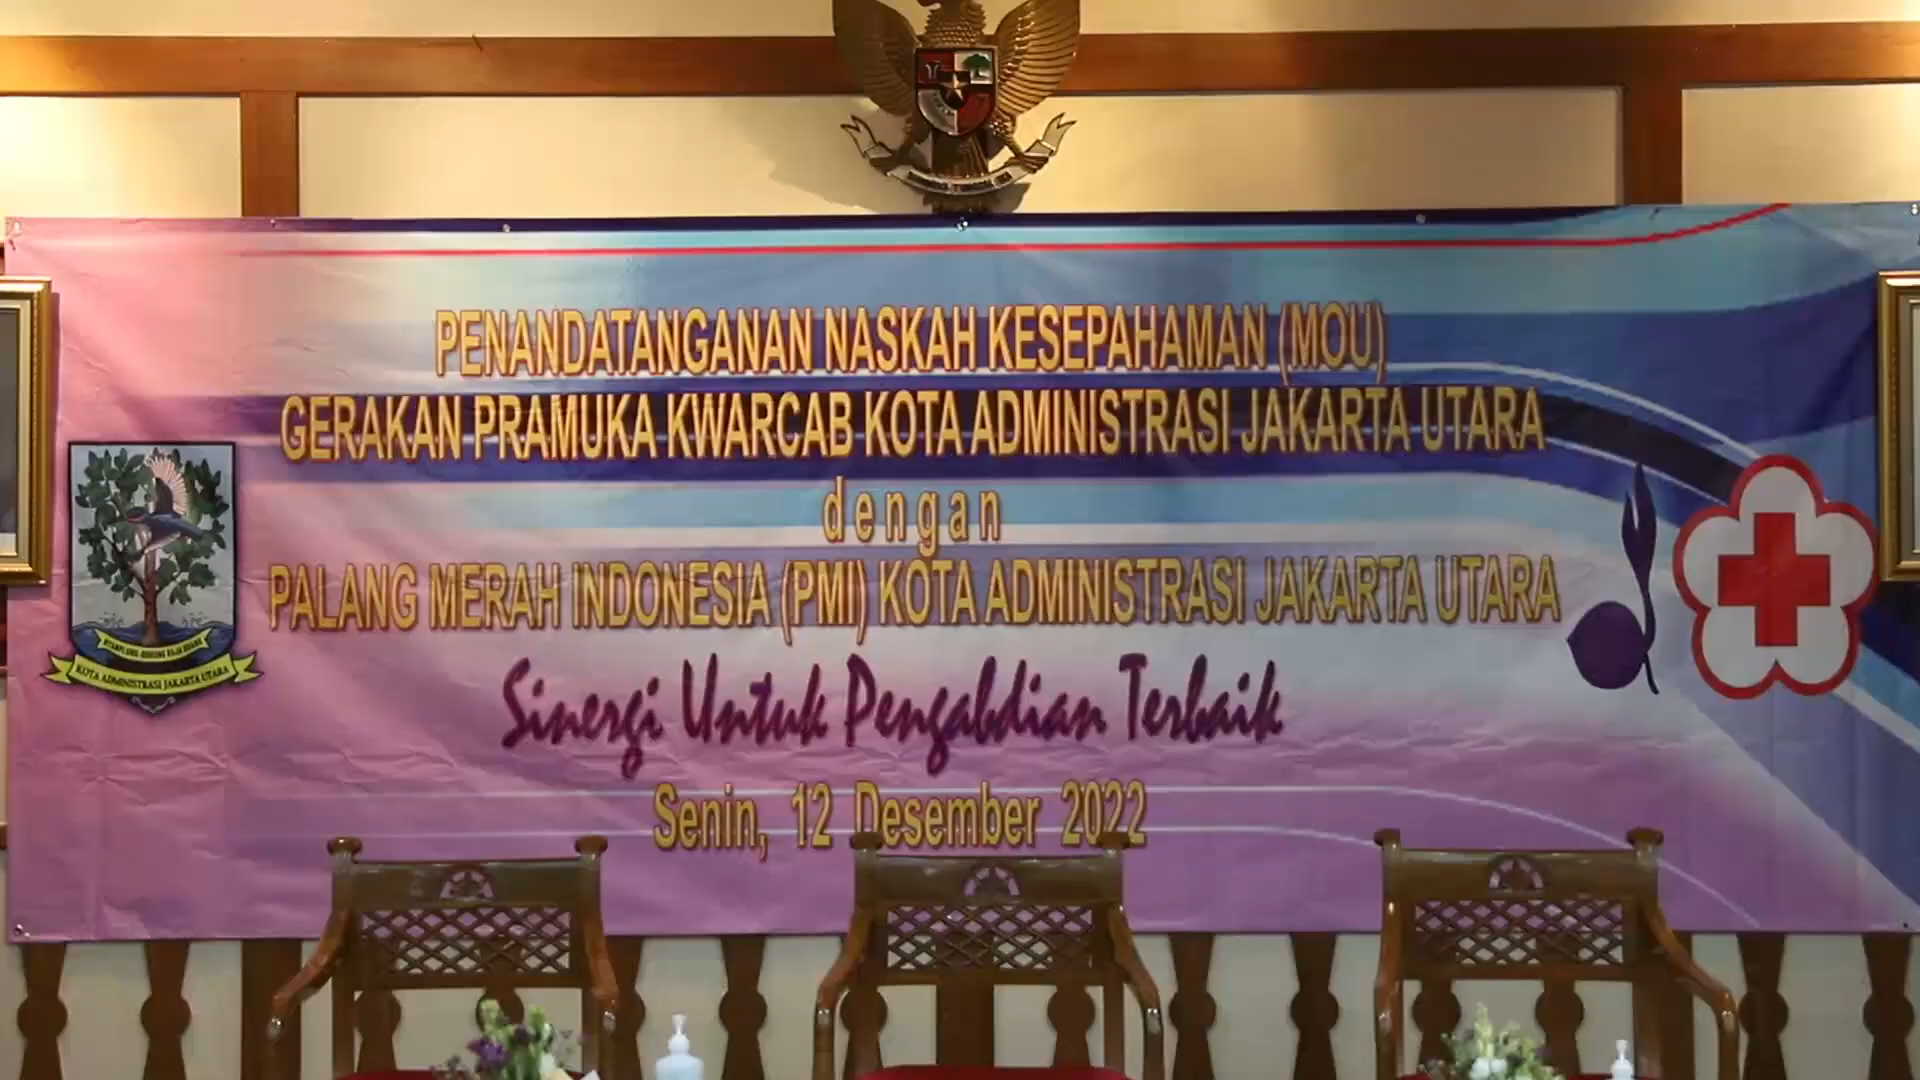 PENANDATANGANAN NASKAH KESEPAHAMAN (MOU)
GERAKAN PRAMUKA KWARCAB KOTA ADMINISTRASI JAKARTA UTARA
dengan
PALANG MERAH INDONESIA (PMI) KOTA ADMINISTRASI JAKARTA UTARA
Sinergi Untuk Pengabdian Terbaik
Senin, 12 Desember 2022
KOTA ADMINISTRASI JAKARTA UTARA